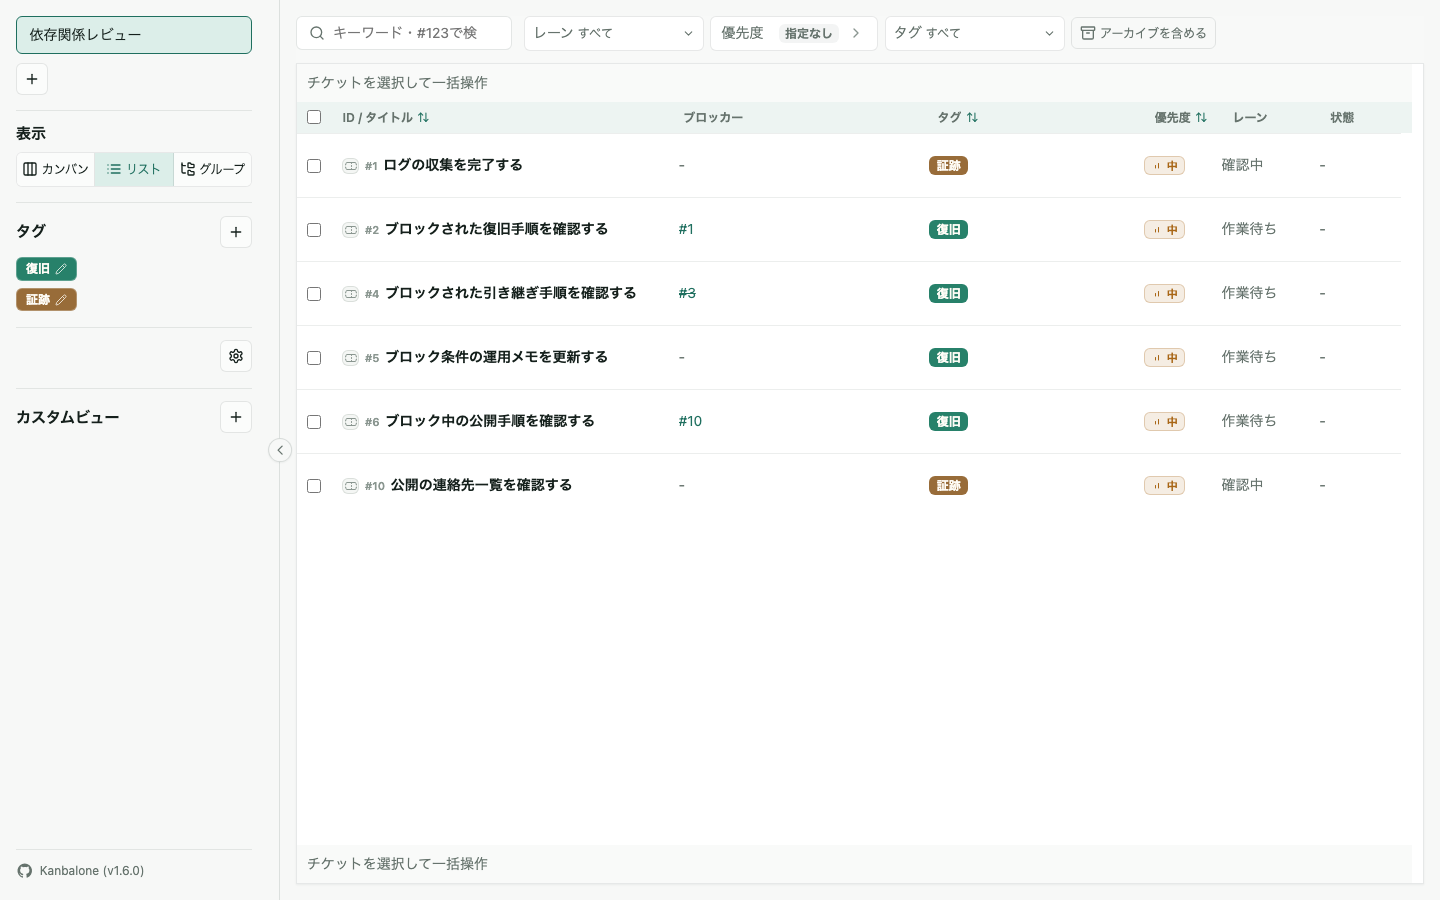 依存関係レビュー
表示
カンバン
リスト
グループ
タグ
復旧
証跡
カスタムビュー
Kanbalone (v1.6.0)
キーワード・#123で検
レーン すべて
優先度 指定なし
タグ すべて
アーカイブを含める
チケットを選択して一括操作
ID / タイトル ブロッカー タグ 優先度 レーン 状態
#1 ログの収集を完了する - 証跡 中 確認中 -
#2 ブロックされた復旧手順を確認する #1 復旧 中 作業待ち -
#4 ブロックされた引き継ぎ手順を確認する #3 復旧 中 作業待ち -
#5 ブロック条件の運用メモを更新する - 復旧 中 作業待ち -
#6 ブロック中の公開手順を確認する #10 復旧 中 作業待ち -
#10 公開の連絡先一覧を確認する - 証跡 中 確認中 -
チケットを選択して一括操作